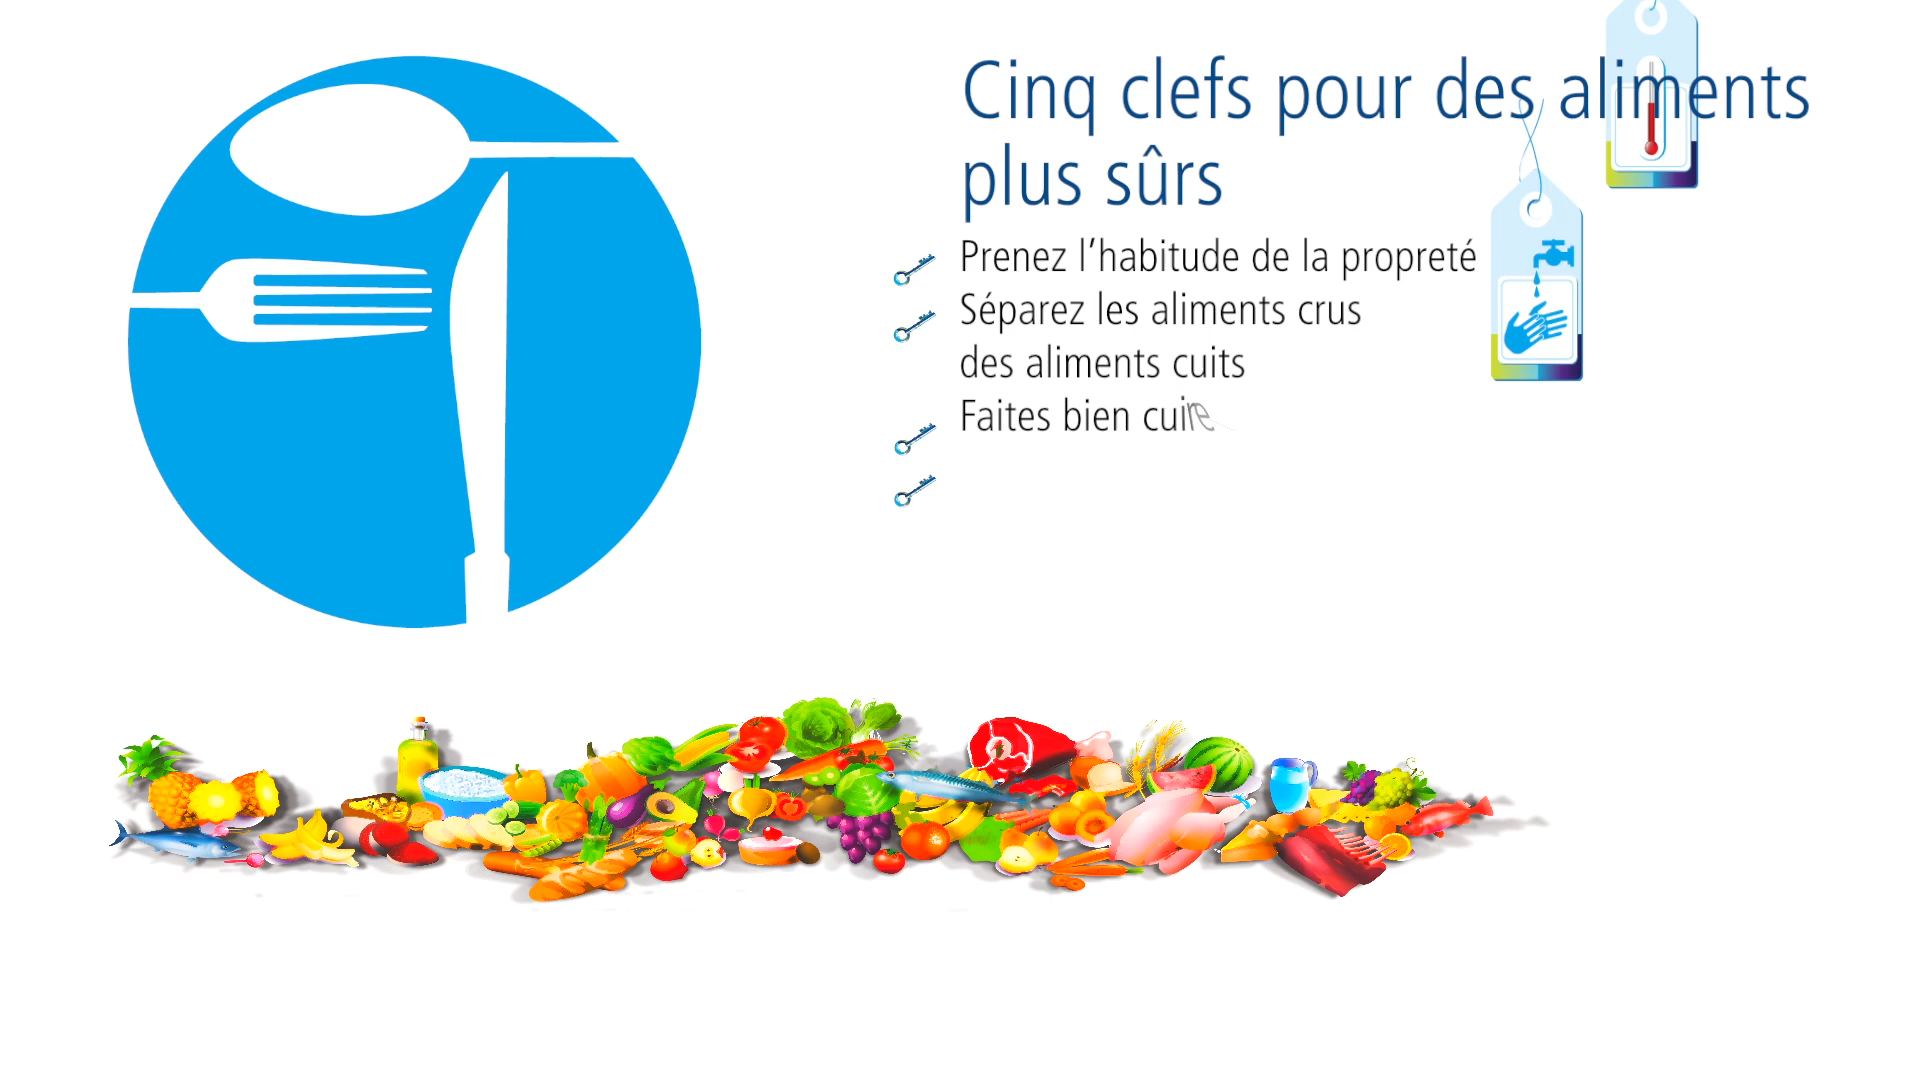 Cinq clefs pour des aliments
plus sûrs
Prenez l’habitude de la propreté
Séparez les aliments crus
des aliments cuits
Faites bien cuire